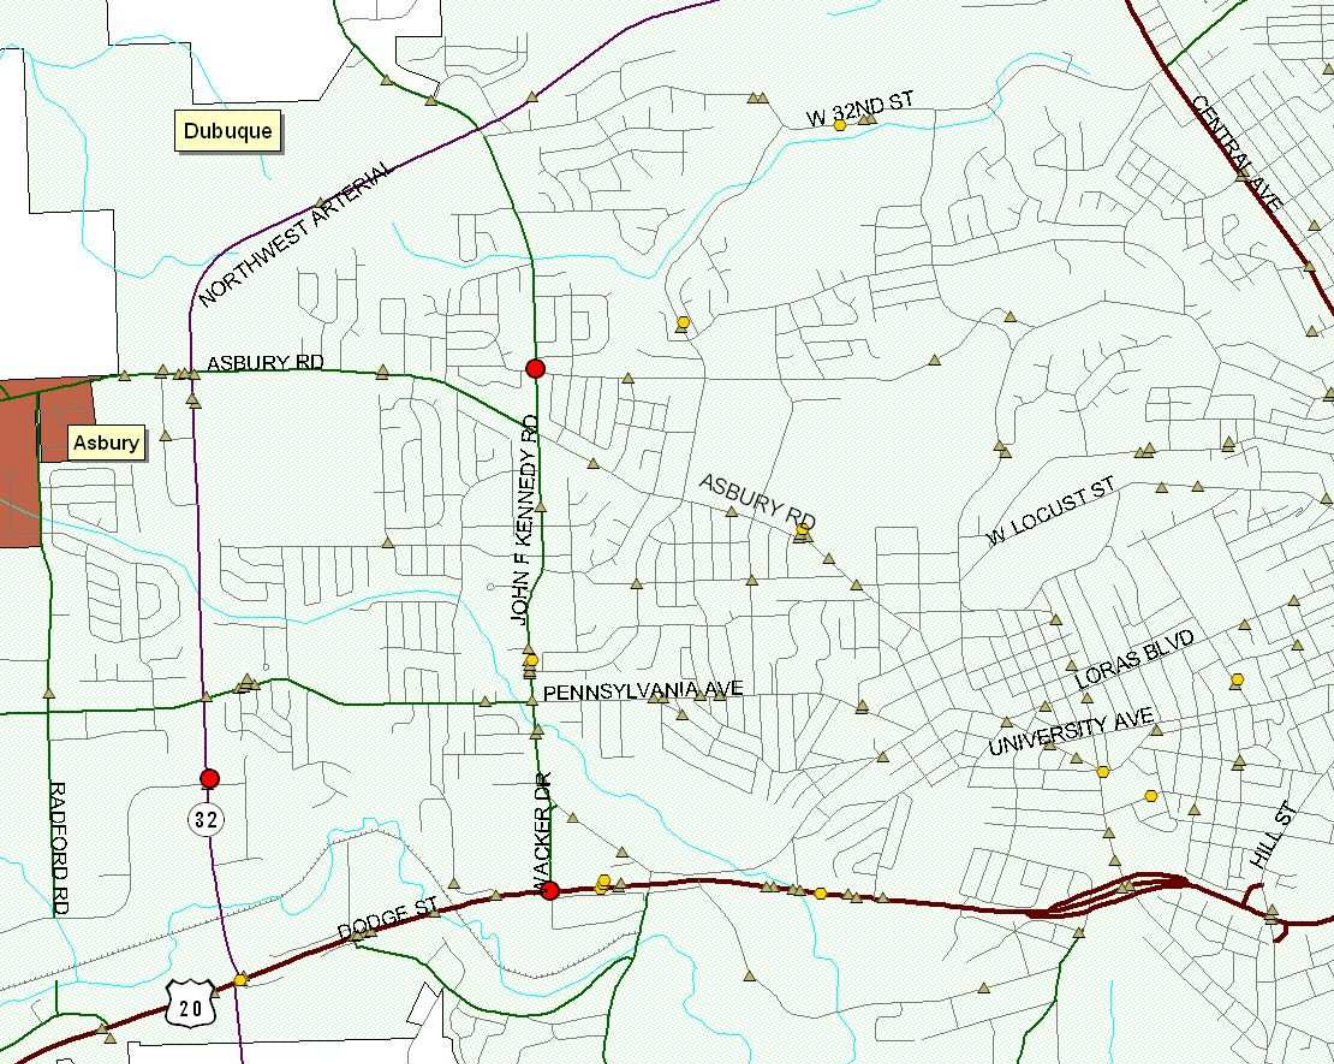 W 32ND ST
CENTRAL AVE
Dubuque
NORTHWEST ARTERIAL
ASBURY RD
Asbury
JOHN F KENNEDY RD
ASBURY RD
W LOCUST ST
LORAS BLVD
PENNSYLVANIA AVE
UNIVERSITY AVE
RADFORD RD
32
WACKER DR
HILL ST
DODGE ST
20